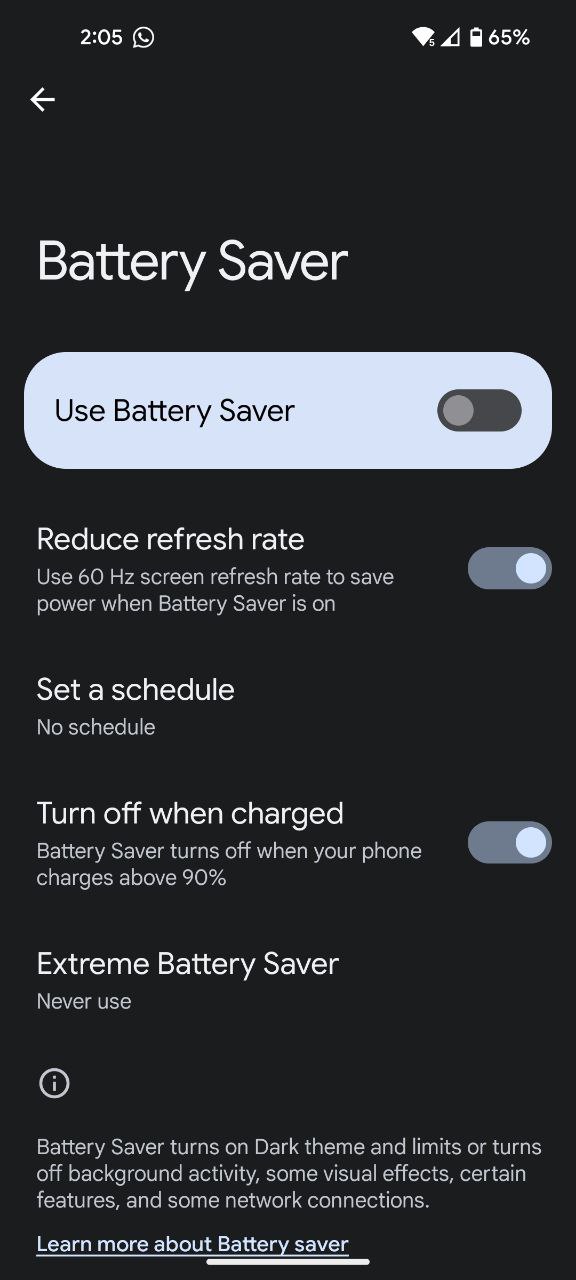 2:05 5 65%
Battery Saver
Use Battery Saver
Reduce refresh rate
Use 60 Hz screen refresh rate to save
power when Battery Saver is on
Set a schedule
No schedule
Turn off when charged
Battery Saver turns off when your phone
charges above 90%
Extreme Battery Saver
Never use
Battery Saver turns on Dark theme and limits or turns
off background activity, some visual effects, certain
features, and some network connections.
Learn more about Battery saver